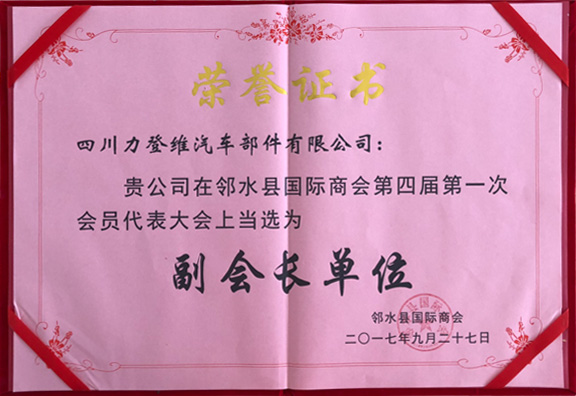 荣誉证书
四川力登维汽车部件有限公司：
贵公司在邻水县国际商会第四届第一次
会员代表大会上当选为
副会长单位
邻水县国际商会
二〇一七年九月二十七日